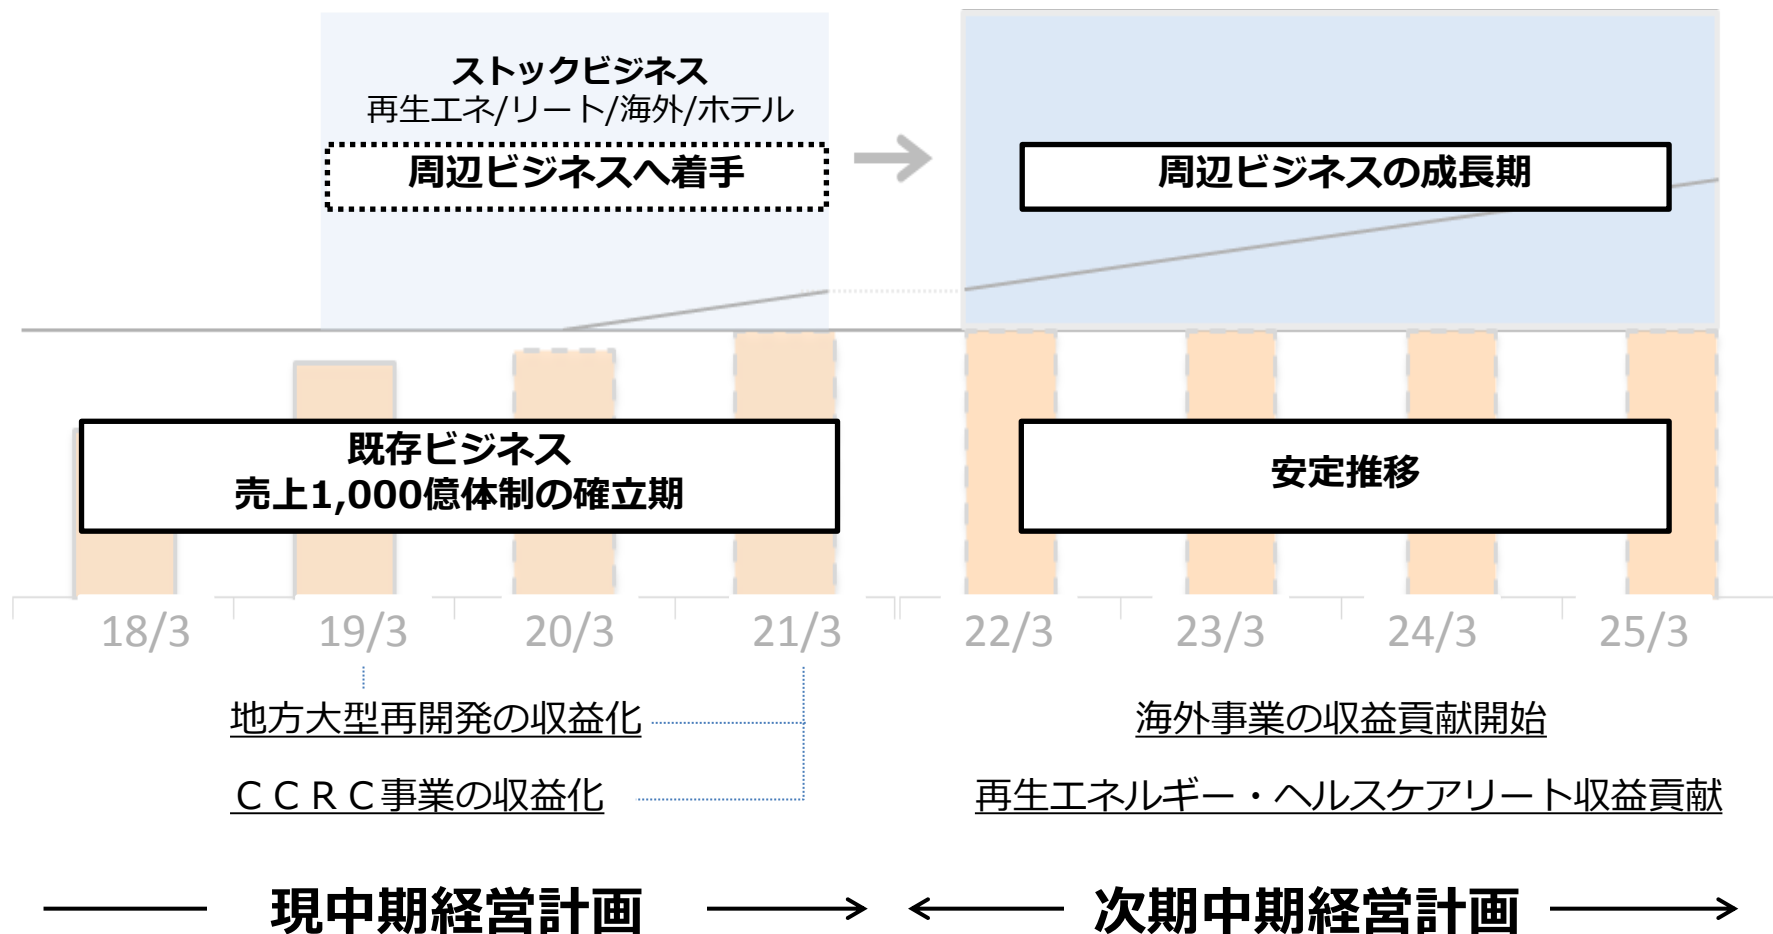 ストックビジネス
再生エネ/リート/海外/ホテル
周辺ビジネスへ着手
周辺ビジネスの成長期
既存ビジネス
売上1,000億体制の確立期
安定推移
18/3 19/3 20/3 21/3 22/3 23/3 24/3 25/3
地方大型再開発の収益化
ＣＣＲＣ事業の収益化
海外事業の収益貢献開始
再生エネルギー・ヘルスケアリート収益貢献
現中期経営計画
次期中期経営計画